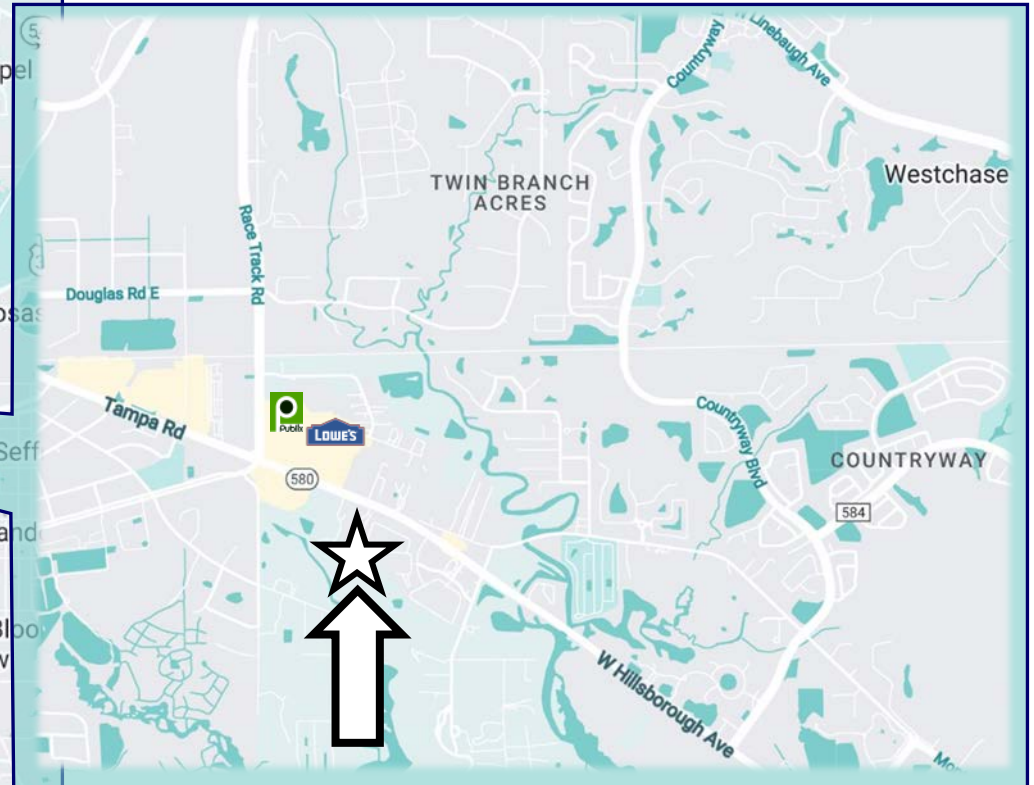 W Linebaugh Ave
Countryway
Westchase
TWIN BRANCH
ACRES
Race Track Rd
Douglas Rd E
Publix
LOWE'S
Tampa Rd
580
Countryway Blvd
COUNTRYWAY
584
W Hillsborough Ave